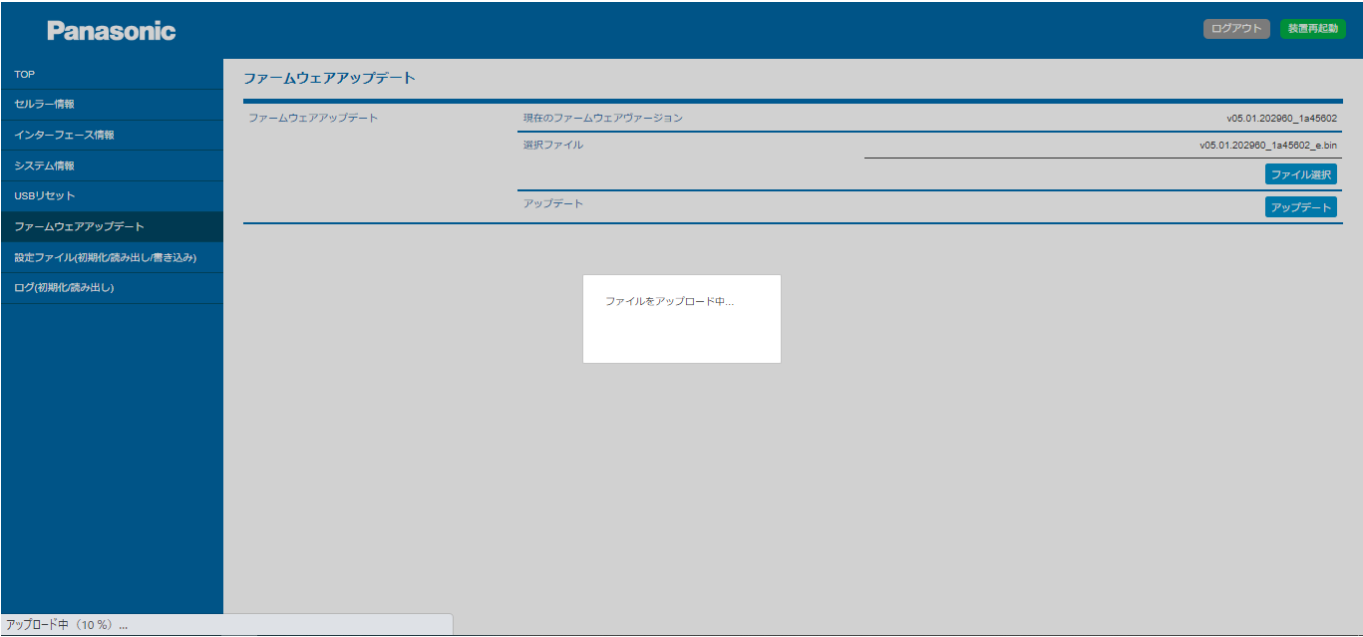 Panasonic
ログアウト
装置再起動
TOP
セルラー情報
インターフェース情報
システム情報
USBリセット
ファームウェアアップデート
設定ファイル(初期化/読み出し/書き込み)
ログ(初期化/読み出し)
ファームウェアアップデート
ファームウェアアップデート
現在のファームウェアヴァージョン
v05.01.202960_1a45602
選択ファイル
v05.01.202960_1a45602_e.bin
ファイル選択
アップデート
アップデート
ファイルをアップロード中...
アップロード中 (10 %) ...